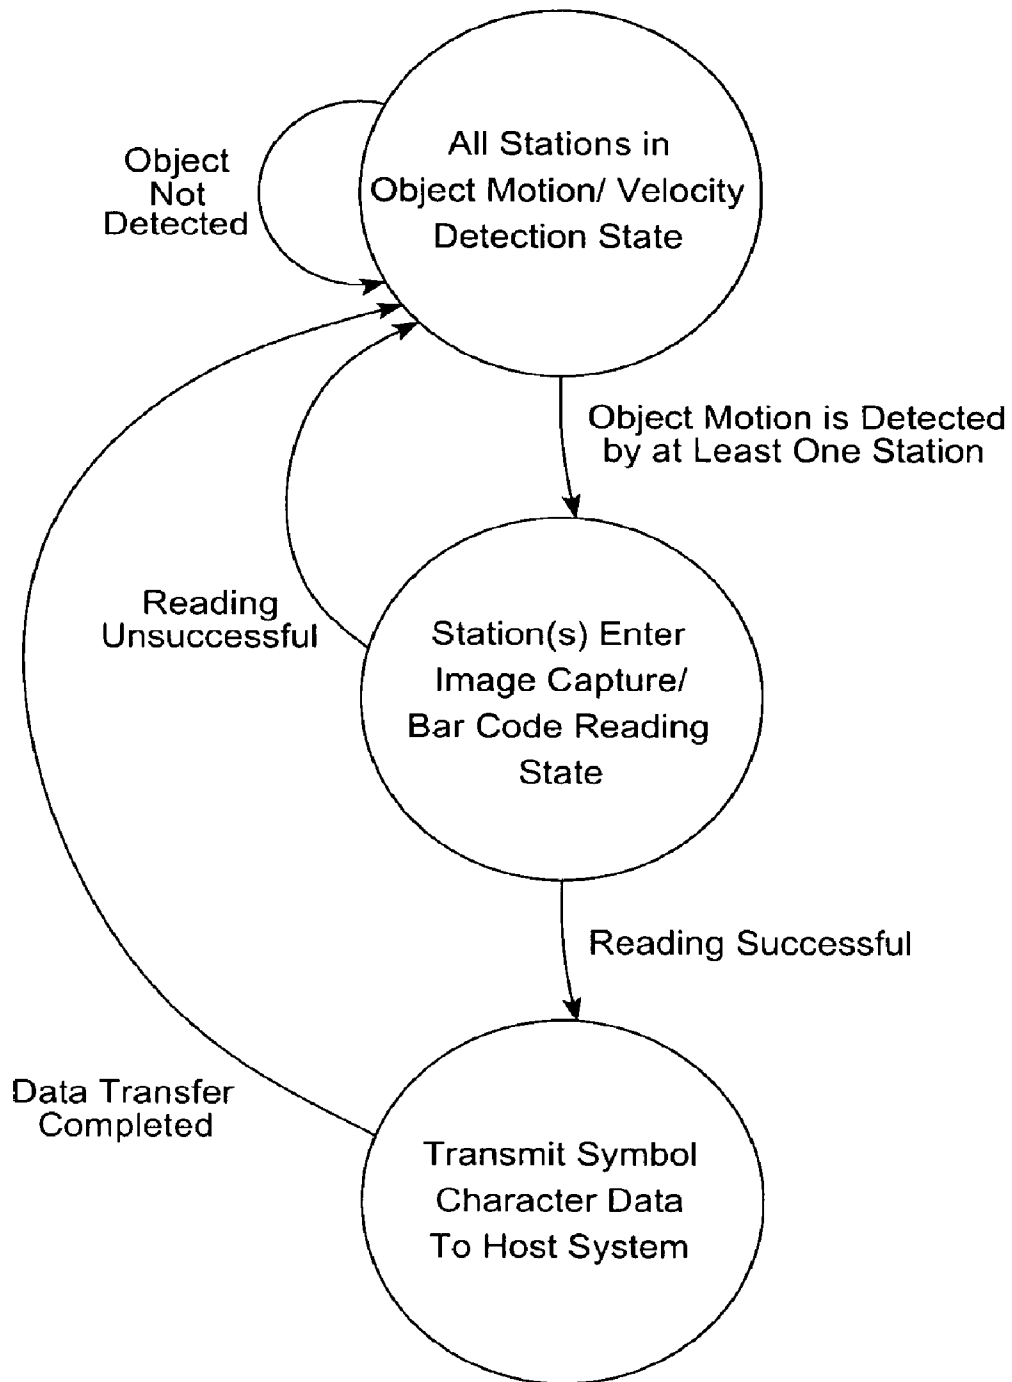 All Stations in
Object Motion/ Velocity
Detection State
Object
Not
Detected
Object Motion is Detected
by at Least One Station
Reading
Unsuccessful
Station(s) Enter
Image Capture/
Bar Code Reading
State
Reading Successful
Data Transfer
Completed
Transmit Symbol
Character Data
To Host System